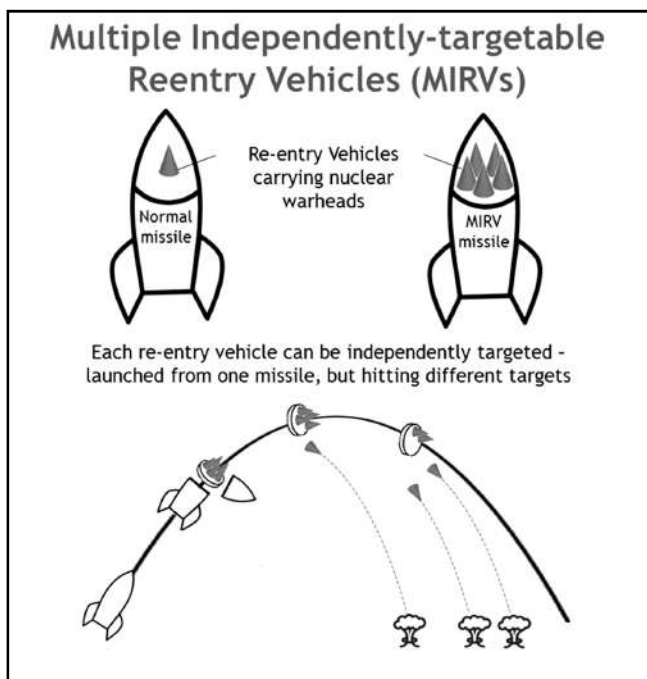 Multiple Independently-targetable
Reentry Vehicles (MIRVs)
Re-entry Vehicles
carrying nuclear
warheads
Normal
missile
MIRV
missile
Each re-entry vehicle can be independently targeted -
launched from one missile, but hitting different targets